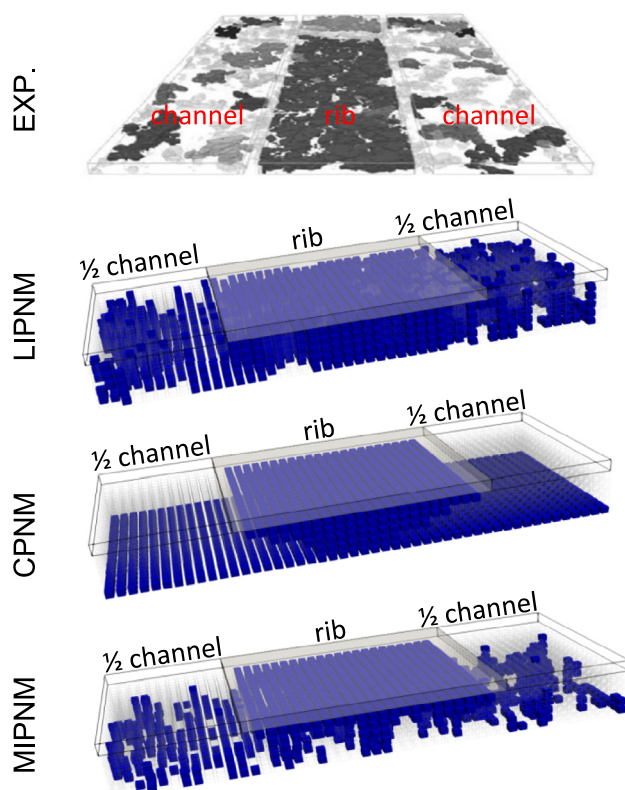 EXP.
channel
rib
channel
LIPNM
½ channel
rib
½ channel
CPNM
½ channel
rib
½ channel
MIPNM
½ channel
rib
½ channel